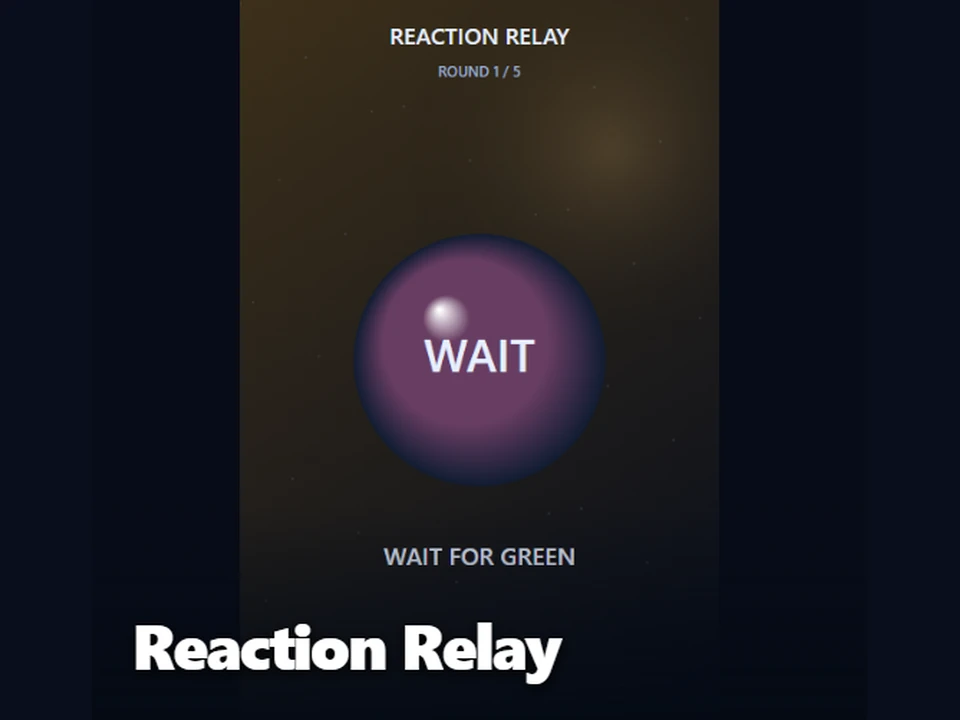 REACTION RELAY
ROUND 1 / 5
WAIT
WAIT FOR GREEN
Reaction Relay